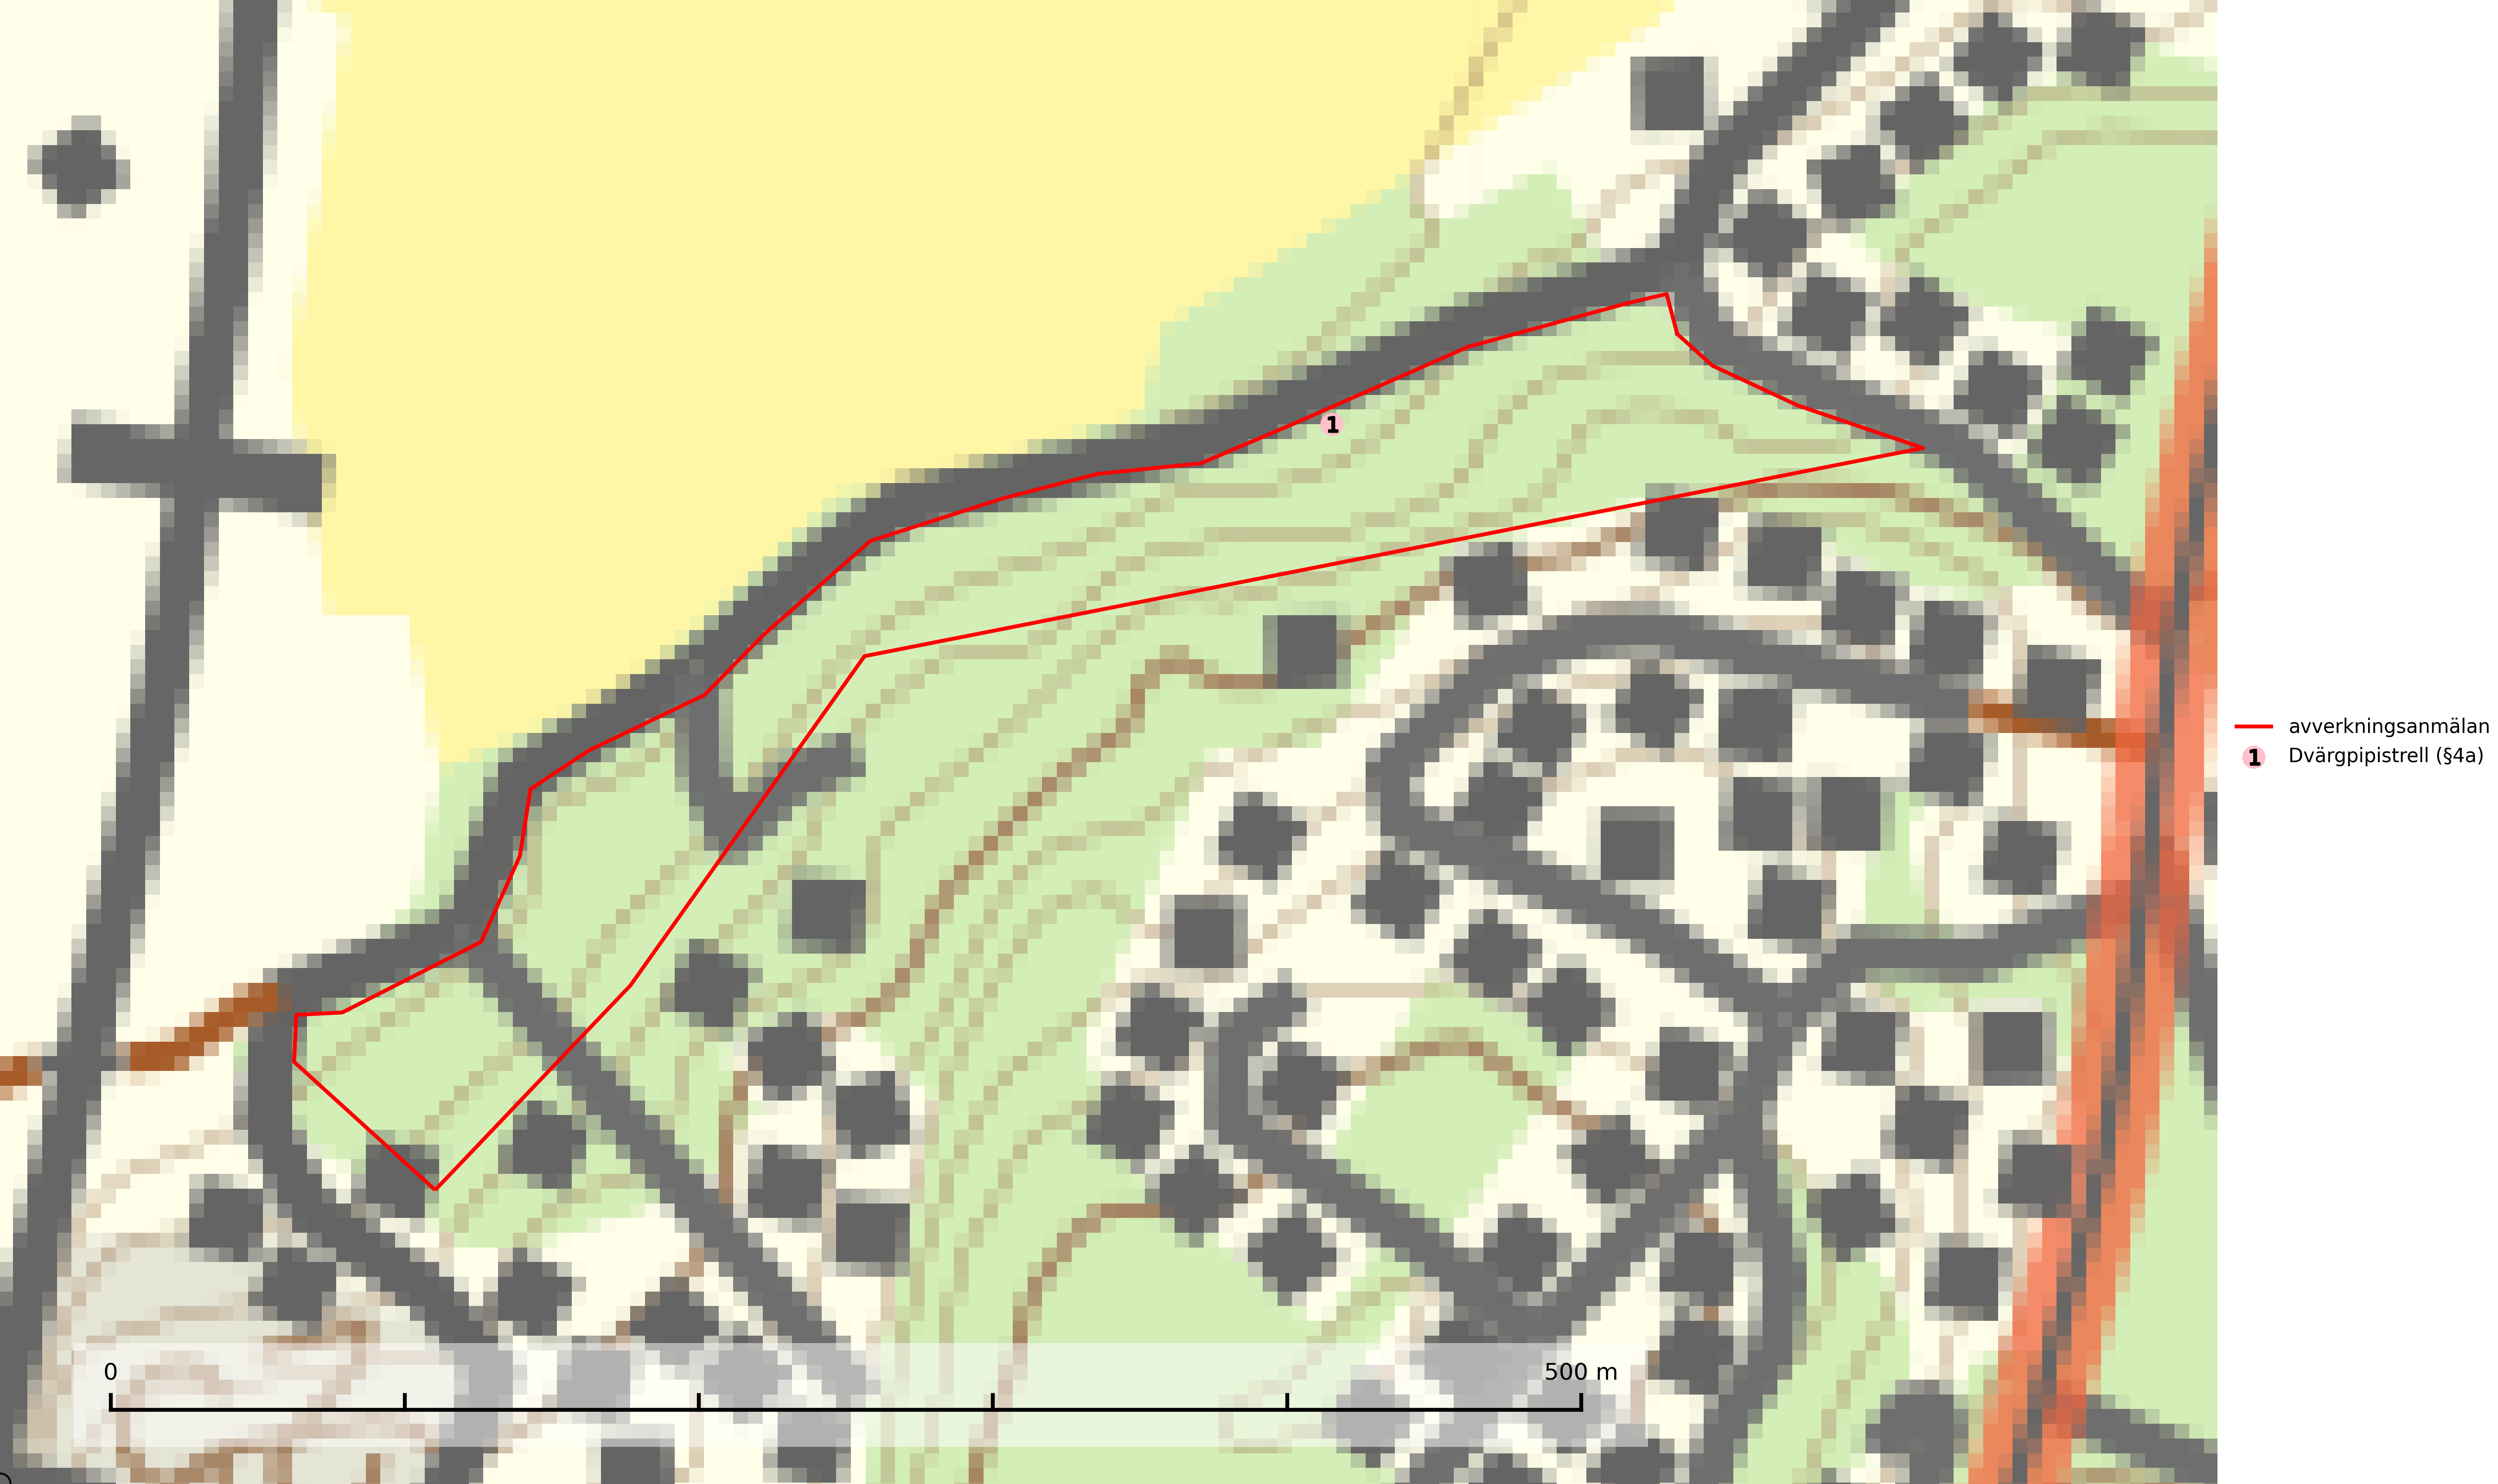 1
avverkningsanmälan
1 Dvärgpipistrell (§4a)
0 500 m